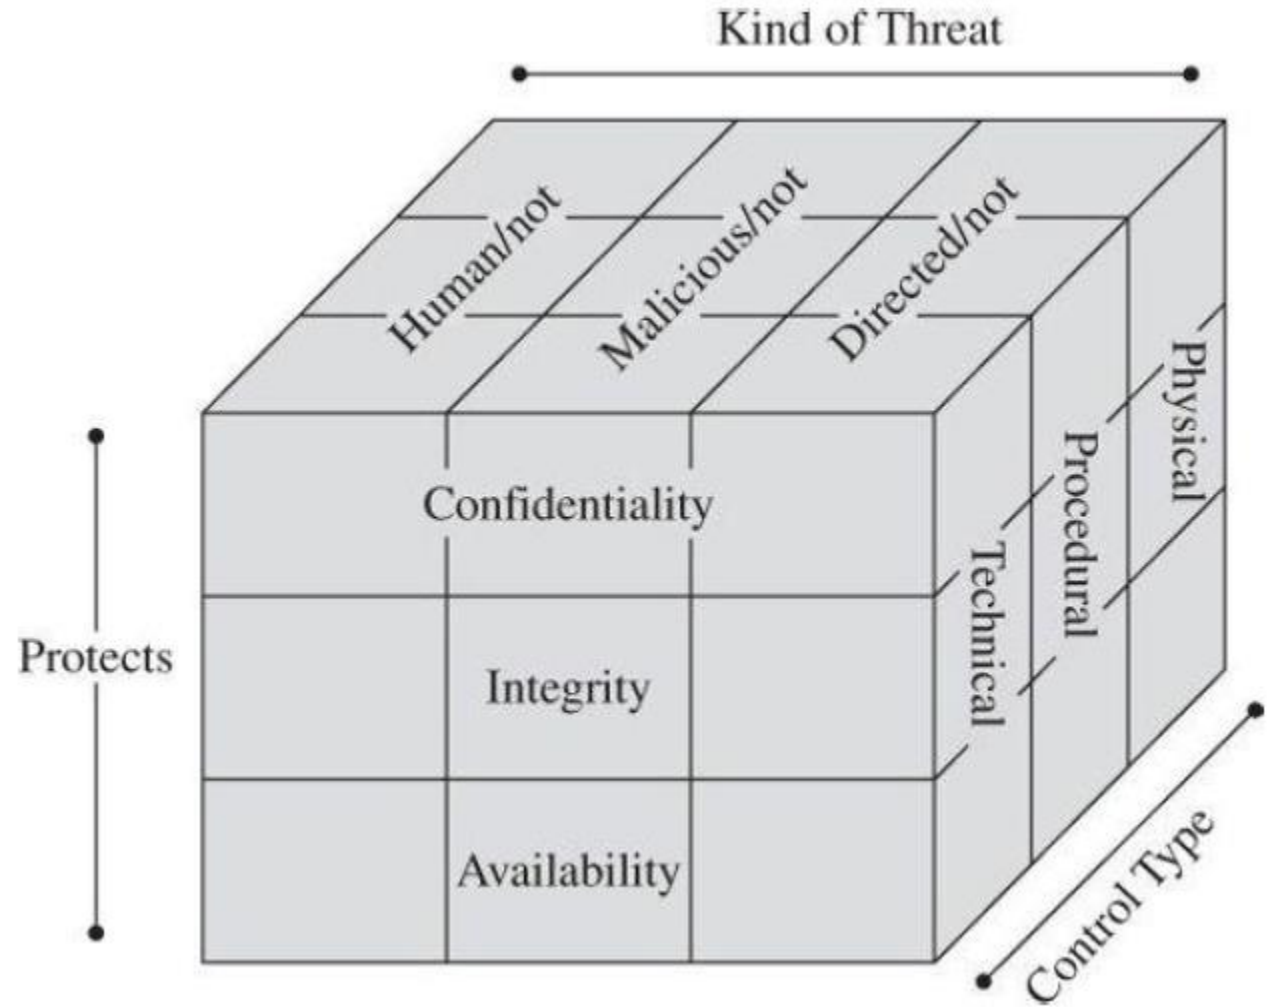 Kind of Threat
Human/not
Malicious/not
Directed/not
Confidentiality
Integrity
Availability
Protects
Technical
Procedural
Physical
Control Type